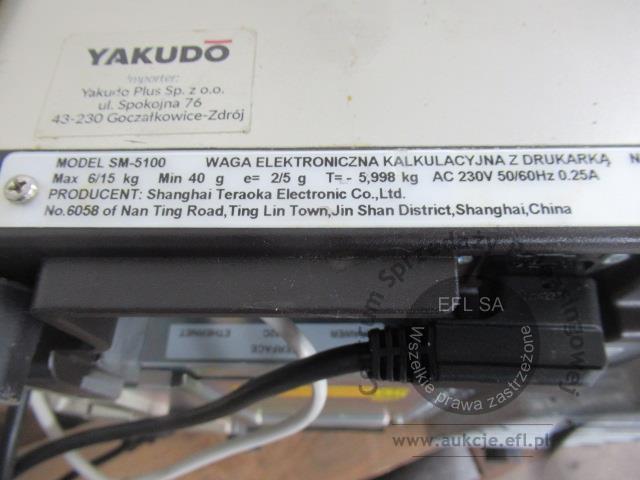 YAKUDO
Importer:
Yakudo Plus Sp. z o.o.
ul. Spokojna 76
43-230 Goczałkowice-Zdrój
MODEL SM-5100 WAGA ELEKTRONICZNA KALKULACYJNA Z DRUKARKĄ
Max 6/15 kg Min 40 g e= 2/5 g T=- 5,998 kg AC 230V 50/60Hz 0.25A
PRODUCENT: Shanghai Teraoka Electronic Co.,Ltd.
No.6058 of Nan Ting Road,Ting Lin Town,Jin Shan District,Shanghai,China
EFL SA
Wszelkie prawa zastrzeżone
ETHERNET
www.aukcje.efl.pl